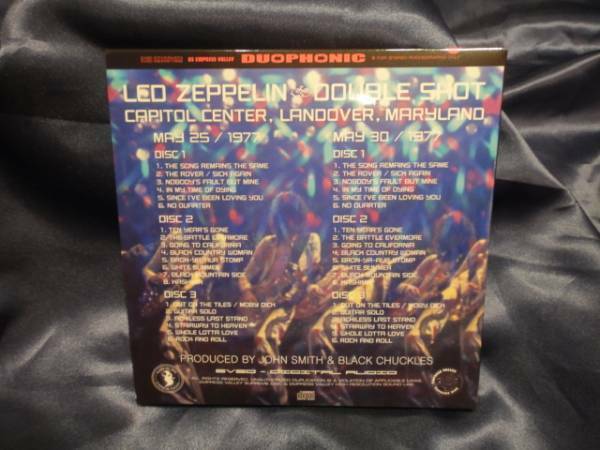 DUOPHONIC
LED ZEPPELIN DOUBLE SHOT
CAPITOL CENTER, LANDOVER, MARYLAND
MAY 25 / 1977
DISC 1
1. THE SONG REMAINS THE SAME
2. THE ROVER / SICK AGAIN
3. NOBODY'S FAULT BUT MINE
4. IN MY TIME OF DYING
5. SINCE I'VE BEEN LOVING YOU
6. NO QUARTER
DISC 2
1. TEN YEAR'S GONE
2. THE BATTLE EVERMORE
3. GOING TO CALIFORNIA
4. BLACK COUNTRY WOMAN
5. BRON-YR-AUR STOMP
6. WHITE SUMMER
7. BLACK MOUNTAIN SIDE
8. KASHMIR
DISC 3
1. OUT ON THE TILES / MOBY DICK
2. GUITAR SOLO
3. ACHILLES LAST STAND
4. STAIRWAY TO HEAVEN
5. WHOLE LOTTA LOVE
6. ROCK AND ROLL
MAY 30 / 1977
DISC 1
1. THE SONG REMAINS THE SAME
2. THE ROVER / SICK AGAIN
3. NOBODY'S FAULT BUT MINE
4. IN MY TIME OF DYING
5. SINCE I'VE BEEN LOVING YOU
6. NO QUARTER
DISC 2
1. TEN YEAR'S GONE
2. THE BATTLE EVERMORE
3. GOING TO CALIFORNIA
4. BLACK COUNTRY WOMAN
5. BRON-YR-AUR STOMP
6. WHITE SUMMER
7. BLACK MOUNTAIN SIDE
8. KASHMIR
DISC 3
1. OUT ON THE TILES / MOBY DICK
2. GUITAR SOLO
3. ACHILLES LAST STAND
4. STAIRWAY TO HEAVEN
5. WHOLE LOTTA LOVE
6. ROCK AND ROLL
PRODUCED BY JOHN SMITH & BLACK CHUCKLES
EVSD - DIGITAL AUDIO